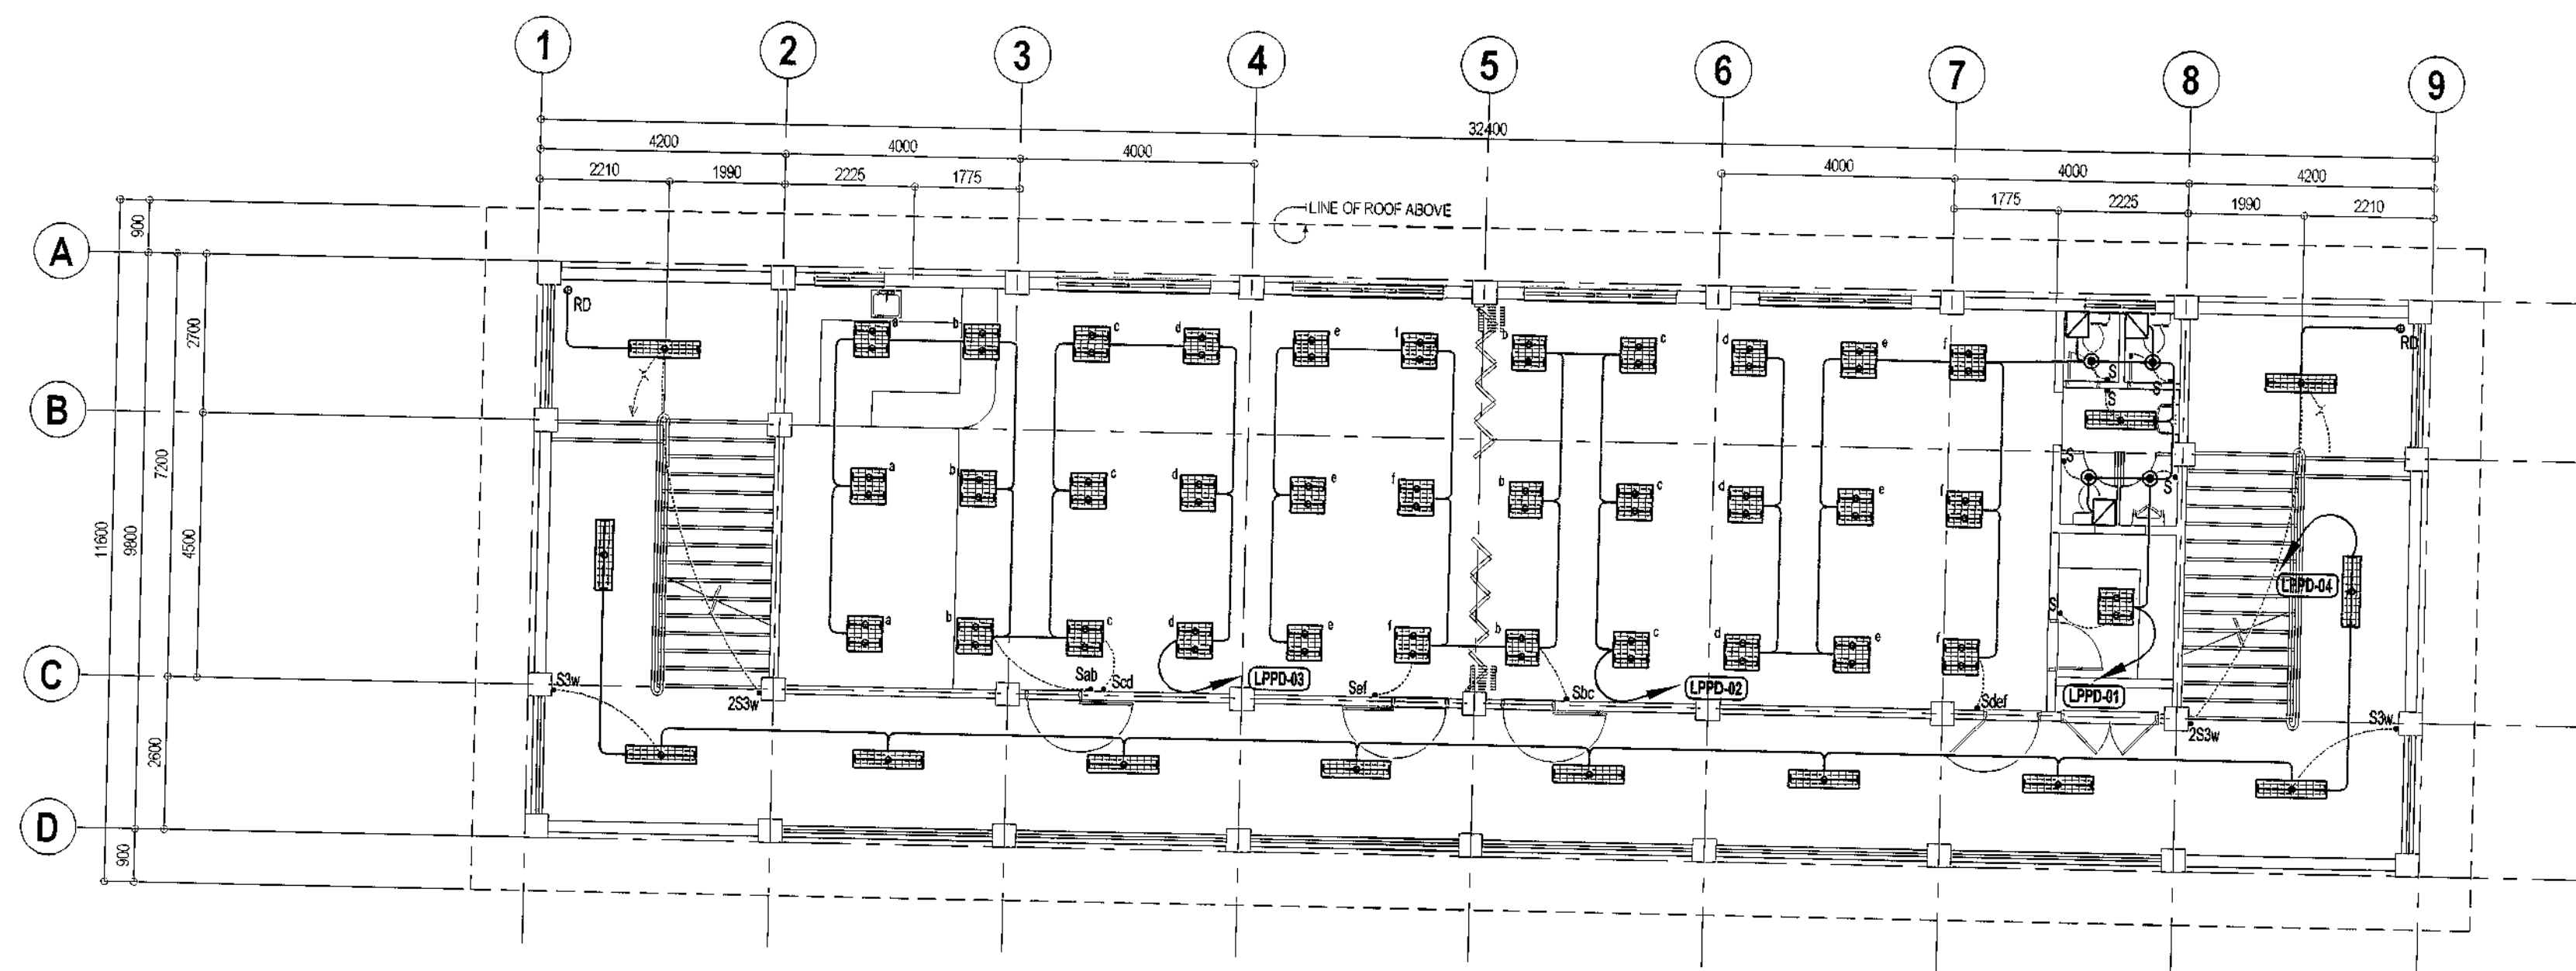 1 2 3 4 5 6 7 8 9
32400
4200 4000 4000 4000 4000 4200
2210 1990 2225 1775 1775 2225 1990 2210
LINE OF ROOF ABOVE
A
B
C
D
900
2700
7200
4500
11600
9800
2600
900
RD
RD
a b c d e f b c d e f
S
S
S
a b c d e f b c d e f
S
S
a b c d e f b c d e f
S
LPPD-04
S3w
2S3w
Sab
Scd
LPPD-03
Sef
Sbc
LPPD-02
Sdef
LPPD-01
2S3w
S3w